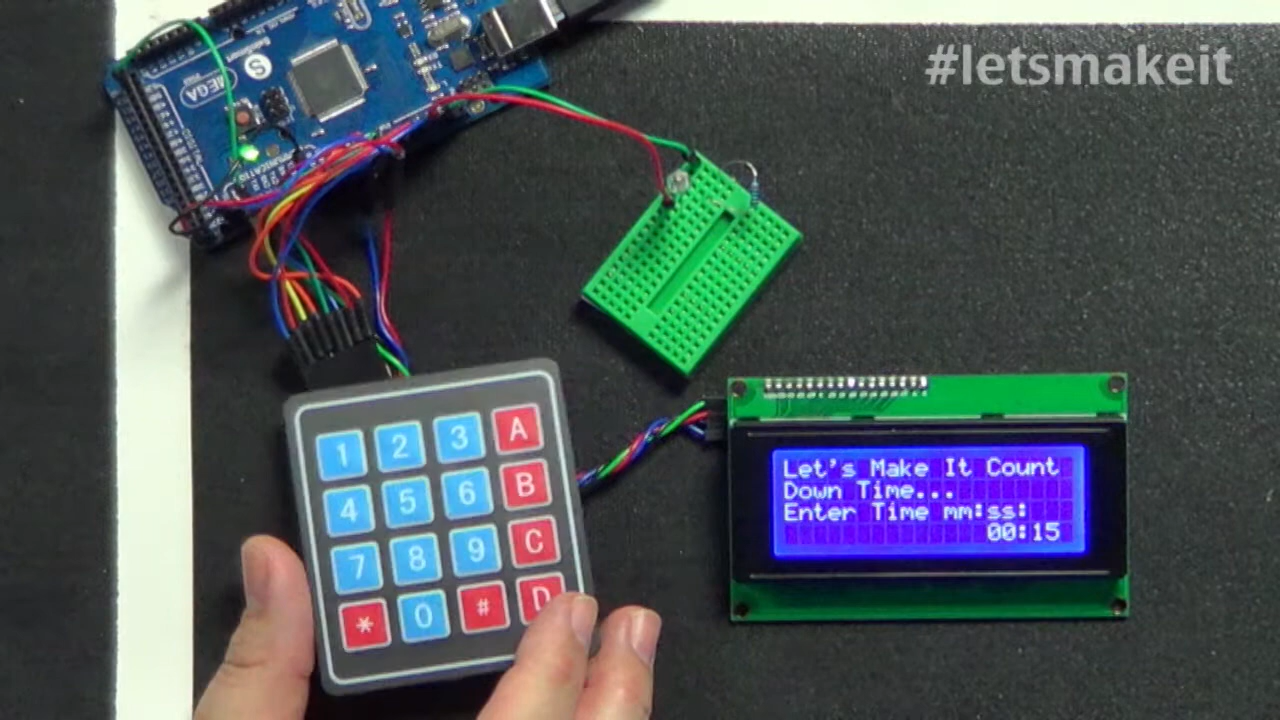 #letsmakeit
S
MEGA
Let's Make It Count
Down Time...
Enter Time mm:ss:
00:15
1 2 3 A
4 5 6 B
7 8 9 C
* 0 # D